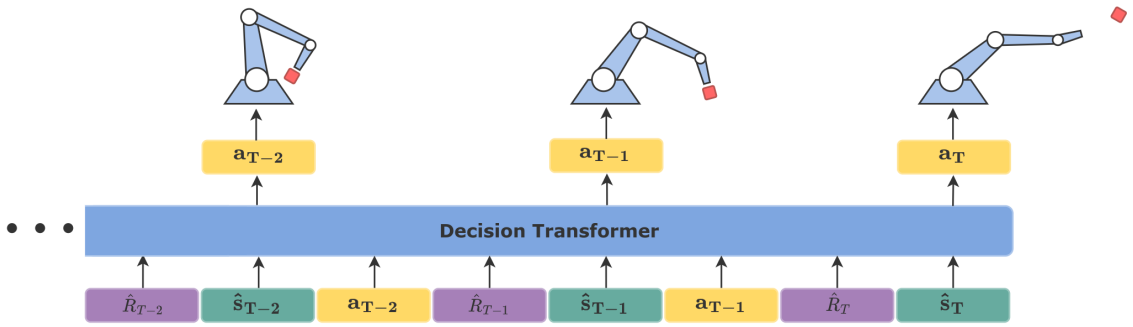 a_{T−2} a_{T−1} a_T
• • • Decision Transformer
R̂_{T−2} ŝ_{T−2} a_{T−2} R̂_{T−1} ŝ_{T−1} a_{T−1} R̂_T ŝ_T